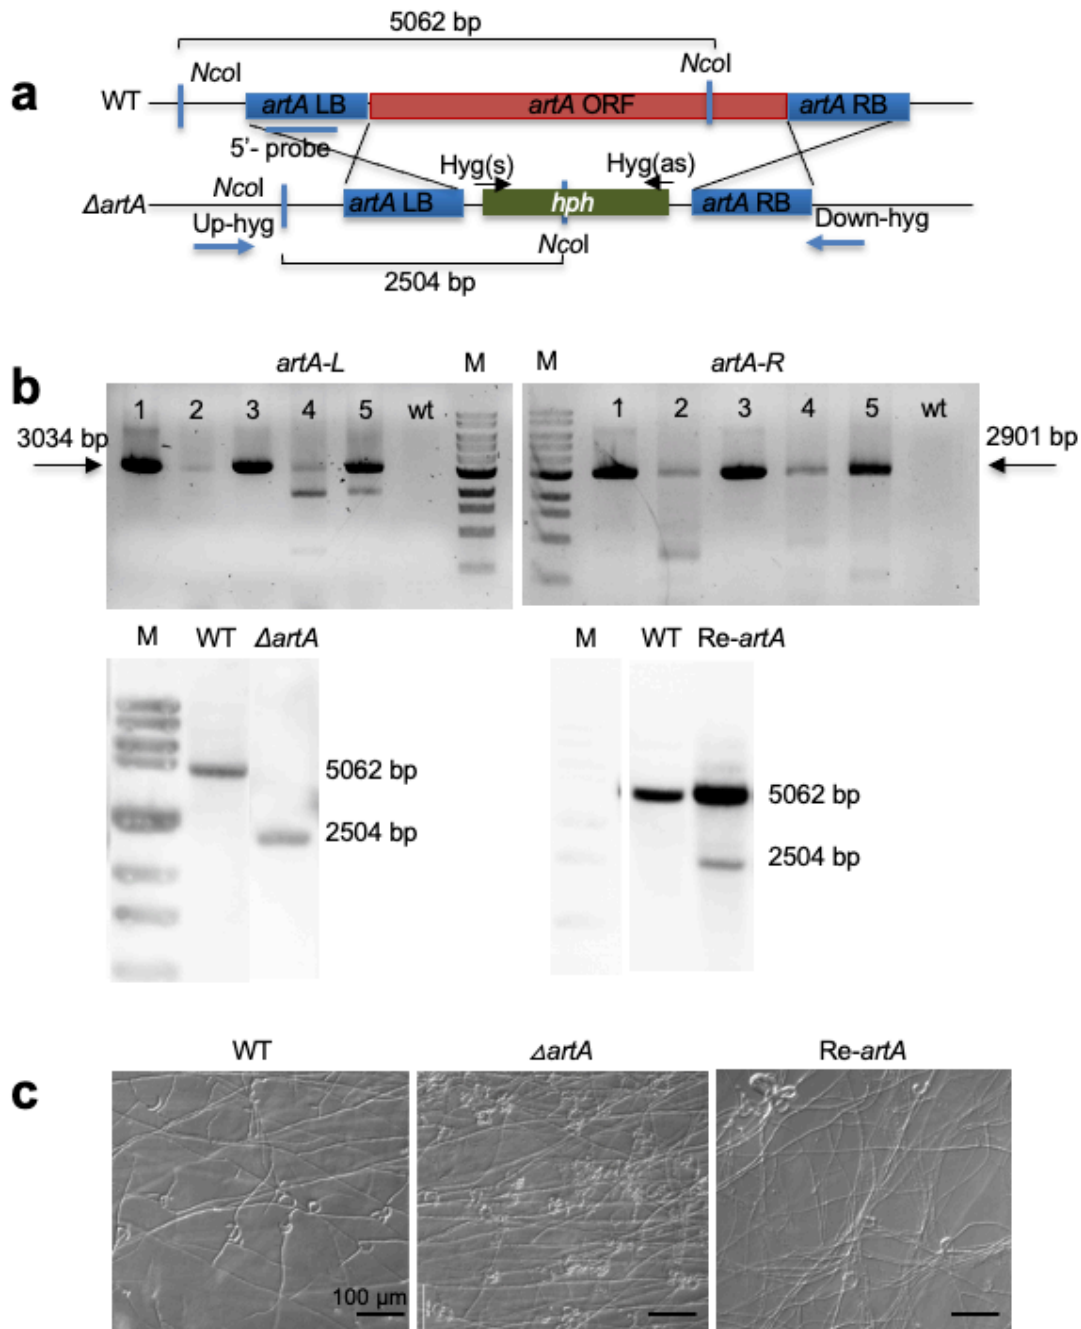 5062 bp
a
NcoI
NcoI
WT
artA LB
artA ORF
artA RB
5'- probe
Hyg(s)
Hyg(as)
NcoI
ΔartA
artA LB
hph
artA RB
Up-hyg
Down-hyg
NcoI
2504 bp
b
artA-L
M
M
artA-R
1 2 3 4 5 wt
1 2 3 4 5 wt
3034 bp
2901 bp
M WT ΔartA
M WT Re-artA
5062 bp
5062 bp
2504 bp
2504 bp
WT
ΔartA
Re-artA
c
100 µm